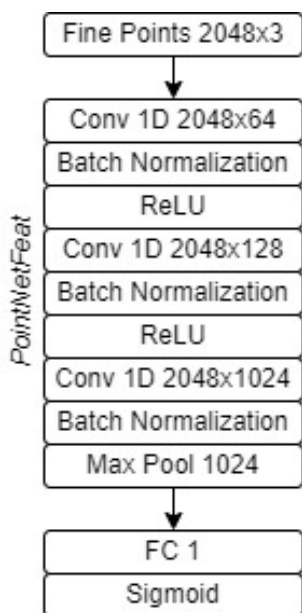 Fine Points 2048x3
PointNetFeat
Conv 1D 2048x64
Batch Normalization
ReLU
Conv 1D 2048x128
Batch Normalization
ReLU
Conv 1D 2048x1024
Batch Normalization
Max Pool 1024
FC 1
Sigmoid